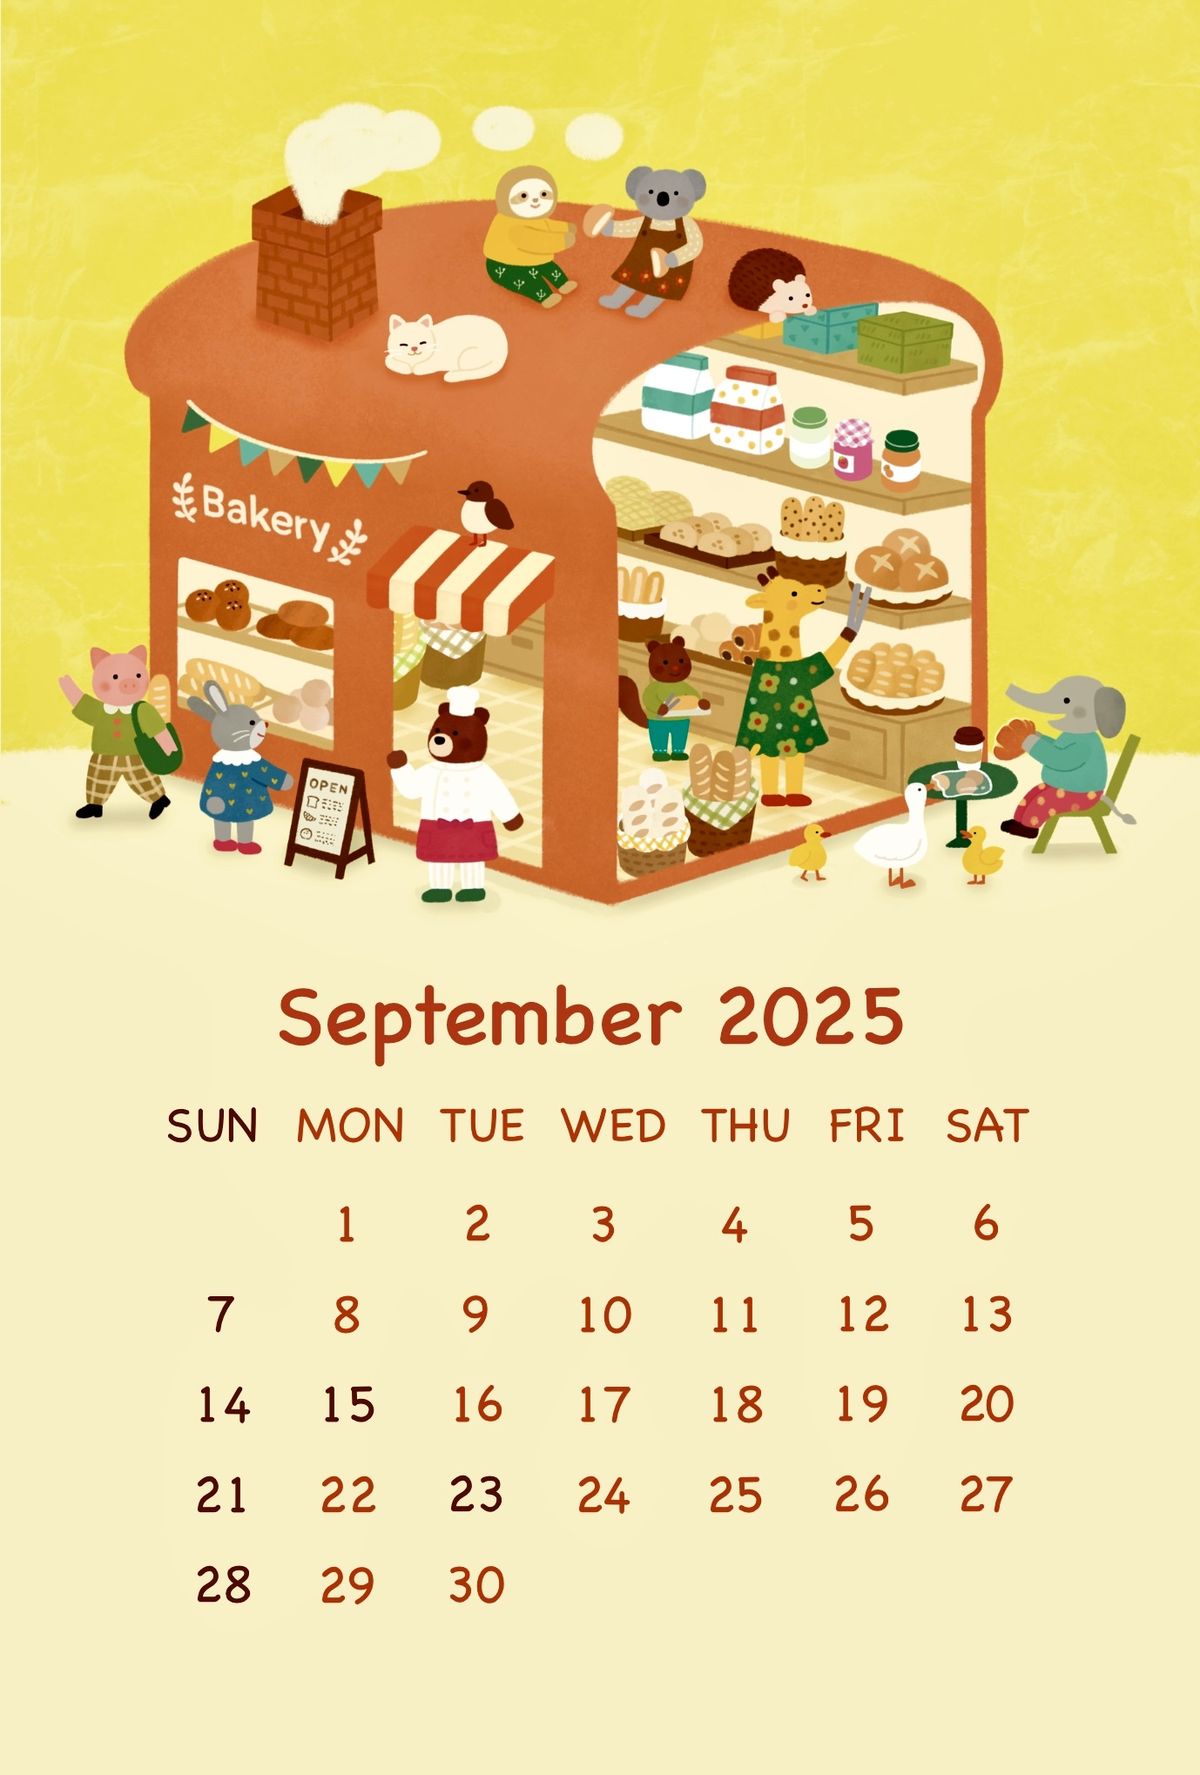 Bakery
OPEN
September 2025
SUN MON TUE WED THU FRI SAT
1 2 3 4 5 6
7 8 9 10 11 12 13
14 15 16 17 18 19 20
21 22 23 24 25 26 27
28 29 30